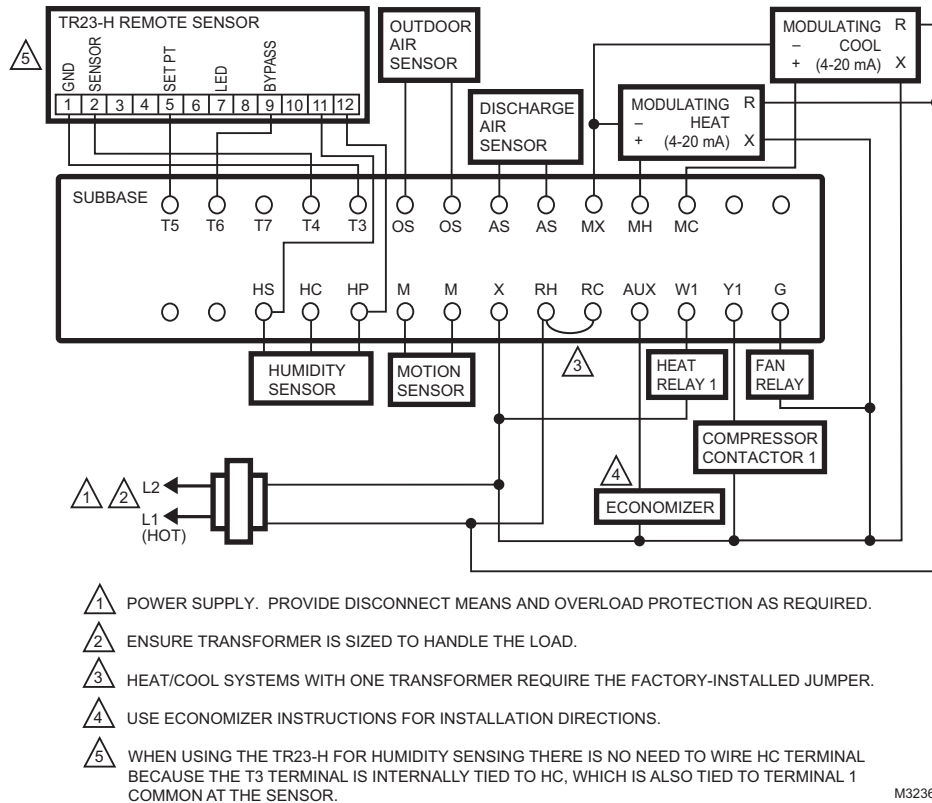 TR23-H REMOTE SENSOR
5
GND
SENSOR
SET PT
LED
BYPASS
1 2 3 4 5 6 7 8 9 10 11 12
OUTDOOR
AIR
SENSOR
DISCHARGE
AIR
SENSOR
MODULATING R
– COOL
+ (4-20 mA) X
MODULATING R
– HEAT
+ (4-20 mA) X
SUBBASE
T5 T6 T7 T4 T3 OS OS AS AS MX MH MC
HS HC HP M M X RH RC AUX W1 Y1 G
HUMIDITY
SENSOR
MOTION
SENSOR
3
HEAT
RELAY 1
FAN
RELAY
COMPRESSOR
CONTACTOR 1
4
ECONOMIZER
1 2 L2
L1
(HOT)
1 POWER SUPPLY. PROVIDE DISCONNECT MEANS AND OVERLOAD PROTECTION AS REQUIRED.
2 ENSURE TRANSFORMER IS SIZED TO HANDLE THE LOAD.
3 HEAT/COOL SYSTEMS WITH ONE TRANSFORMER REQUIRE THE FACTORY-INSTALLED JUMPER.
4 USE ECONOMIZER INSTRUCTIONS FOR INSTALLATION DIRECTIONS.
5 WHEN USING THE TR23-H FOR HUMIDITY SENSING THERE IS NO NEED TO WIRE HC TERMINAL
BECAUSE THE T3 TERMINAL IS INTERNALLY TIED TO HC, WHICH IS ALSO TIED TO TERMINAL 1
COMMON AT THE SENSOR.
M3236